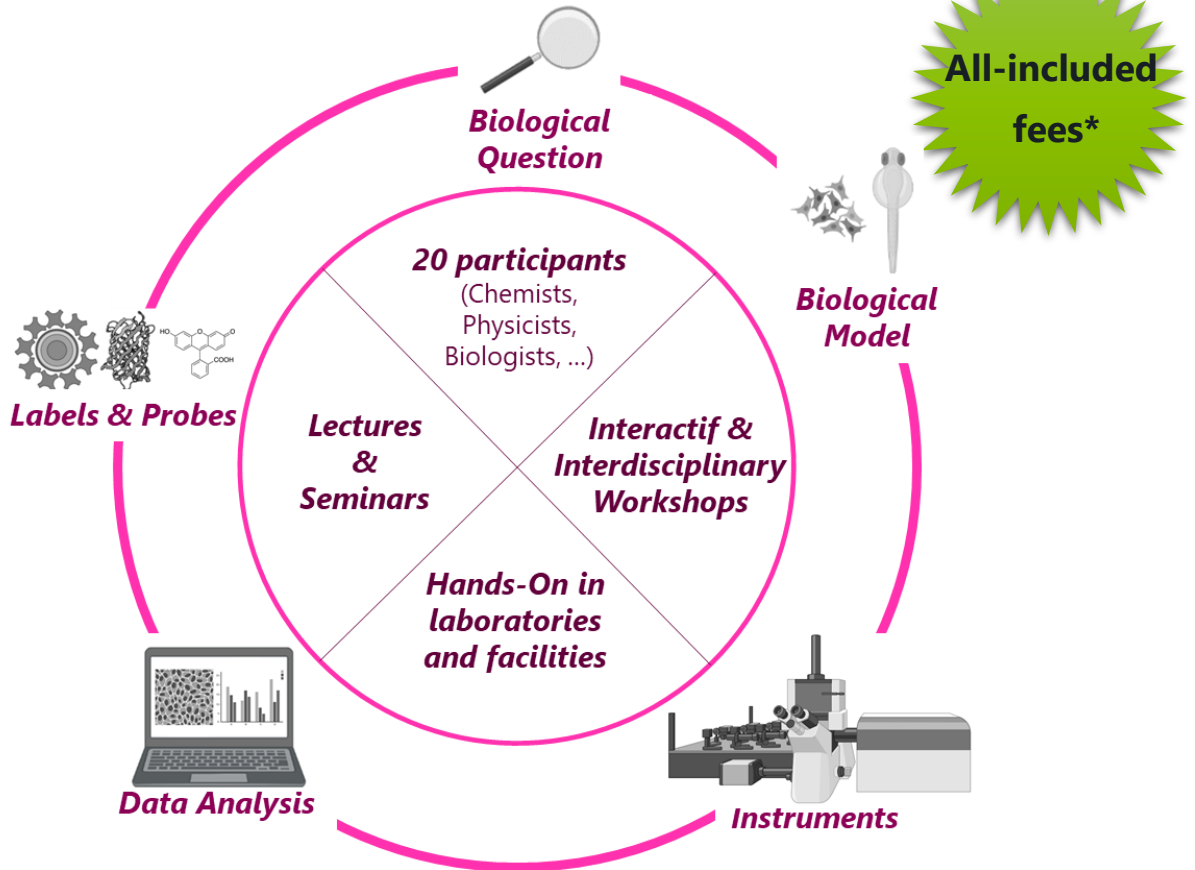 All-included
fees*
Biological
Question
Biological
Model
20 participants
(Chemists,
Physicists,
Biologists, ...)
HO
O
O
COOH
Labels & Probes
Lectures
&
Seminars
Interactif &
Interdisciplinary
Workshops
Hands-On in
laboratories
and facilities
Data Analysis
Instruments